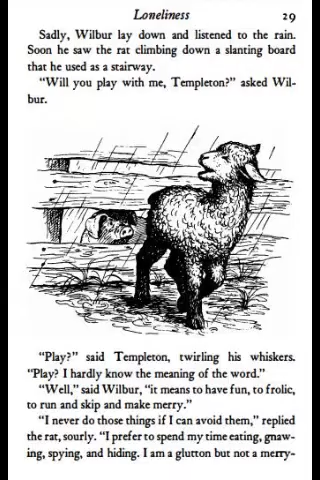 Loneliness 29
Sadly, Wilbur lay down and listened to the rain.
Soon he saw the rat climbing down a slanting board
that he used as a stairway.
"Will you play with me, Templeton?" asked Wil-
bur.
"Play?" said Templeton, twirling his whiskers.
"Play? I hardly know the meaning of the word."
"Well," said Wilbur, "it means to have fun, to frolic,
to run and skip and make merry."
"I never do those things if I can avoid them," replied
the rat, sourly. "I prefer to spend my time eating, gnaw-
ing, spying, and hiding. I am a glutton but not a merry-